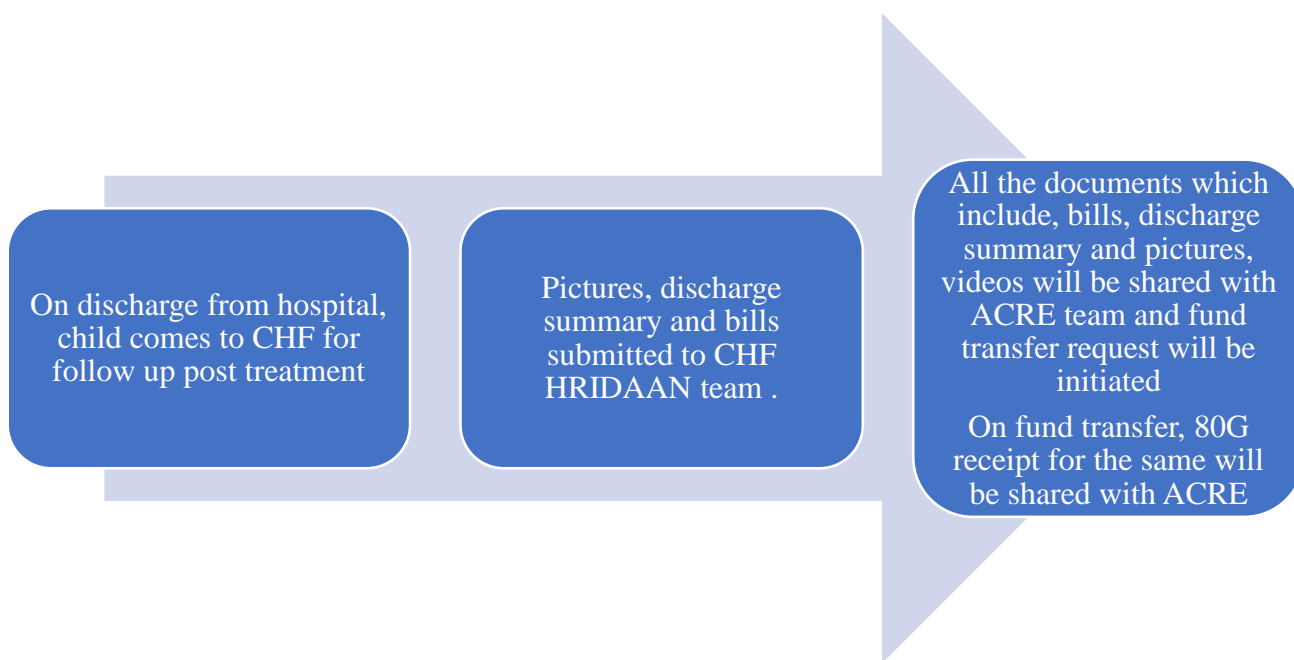 On discharge from hospital,
child comes to CHF for
follow up post treatment
Pictures, discharge
summary and bills
submitted to CHF
HRIDAAN team .
All the documents which
include, bills, discharge
summary and pictures,
videos will be shared with
ACRE team and fund
transfer request will be
initiated
On fund transfer, 80G
receipt for the same will
be shared with ACRE